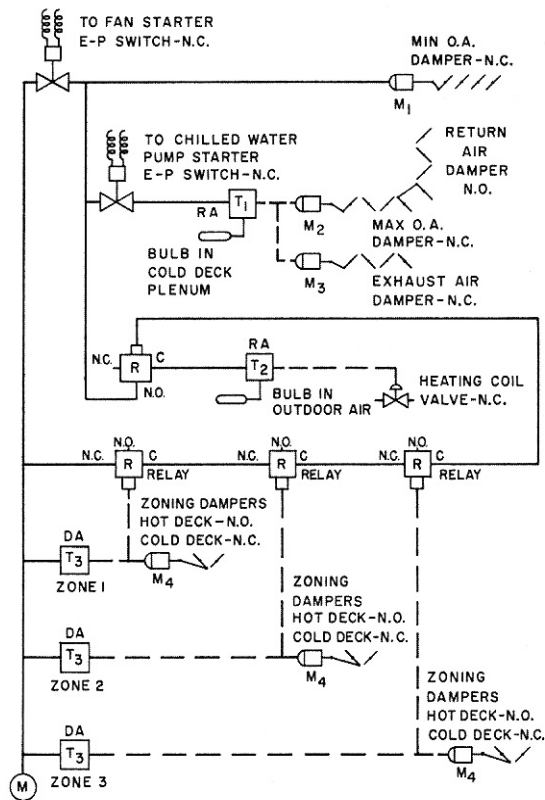 TO FAN STARTER
E-P SWITCH-N.C.
MIN O.A.
DAMPER-N.C.
M1
TO CHILLED WATER
PUMP STARTER
E-P SWITCH-N.C.
RETURN
AIR
DAMPER
N.O.
RA
T1
M2
MAX O.A.
DAMPER-N.C.
BULB IN
COLD DECK
PLENUM
M3
EXHAUST AIR
DAMPER-N.C.
N.C.
R
C
N.O.
RA
T2
BULB IN
OUTDOOR AIR
HEATING COIL
VALVE-N.C.
N.O.
N.C.
R
C
RELAY
N.O.
N.C.
R
C
RELAY
N.O.
N.C.
R
C
RELAY
ZONING DAMPERS
HOT DECK-N.O.
COLD DECK-N.C.
DA
T3
ZONE 1
M4
ZONING
DAMPERS
HOT DECK-N.O.
COLD DECK-N.C.
DA
T3
ZONE 2
M4
ZONING
DAMPERS
HOT DECK-N.O.
COLD DECK-N.C.
DA
T3
ZONE 3
M4
M